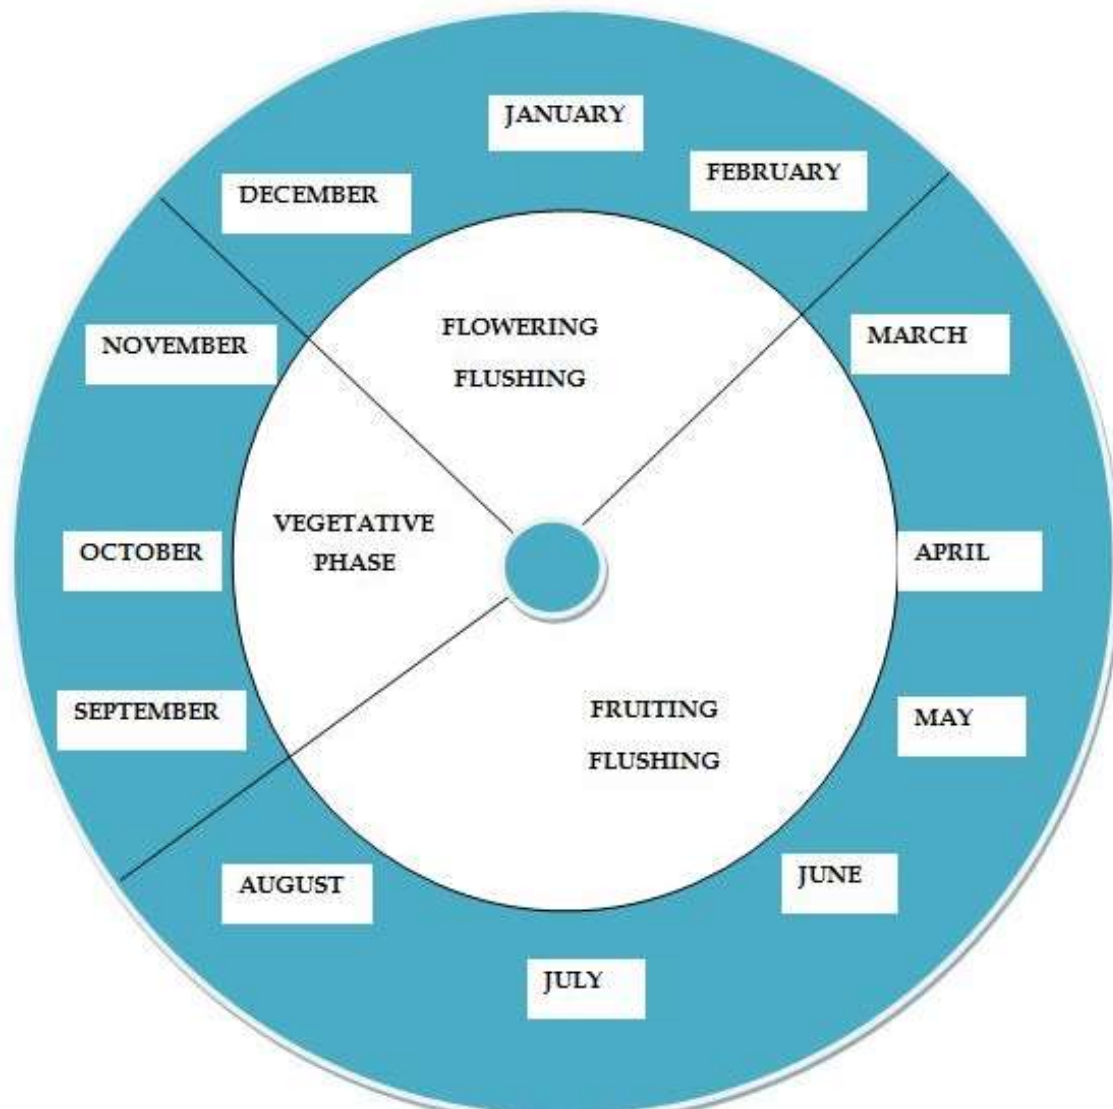 JANUARY
FEBRUARY
DECEMBER
FLOWERING
FLUSHING
MARCH
NOVEMBER
VEGETATIVE
PHASE
OCTOBER
APRIL
SEPTEMBER
FRUITING
FLUSHING
MAY
AUGUST
JUNE
JULY